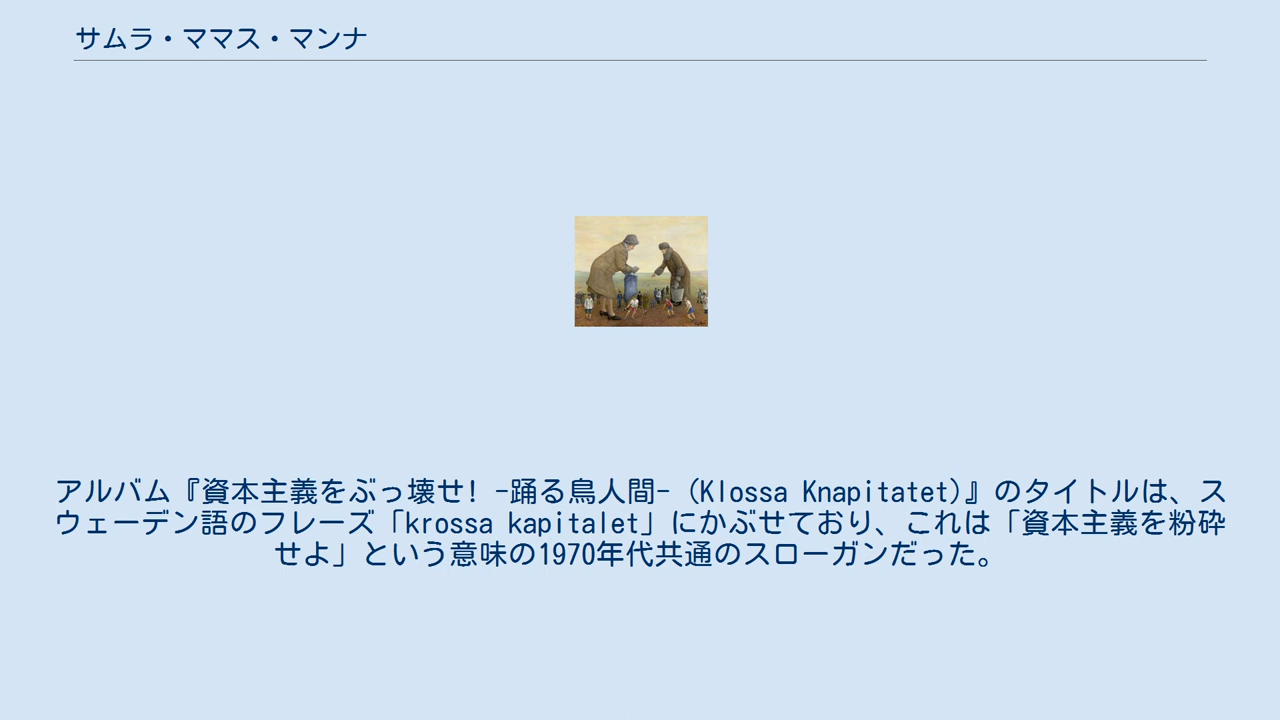 サムラ・ママス・マンナ
アルバム『資本主義をぶっ壊せ! -踊る鳥人間- (Klossa Knapitatet)』のタイトルは、ス
ウェーデン語のフレーズ「krossa kapitalet」にかぶせており、これは「資本主義を粉砕
せよ」という意味の1970年代共通のスローガンだった。